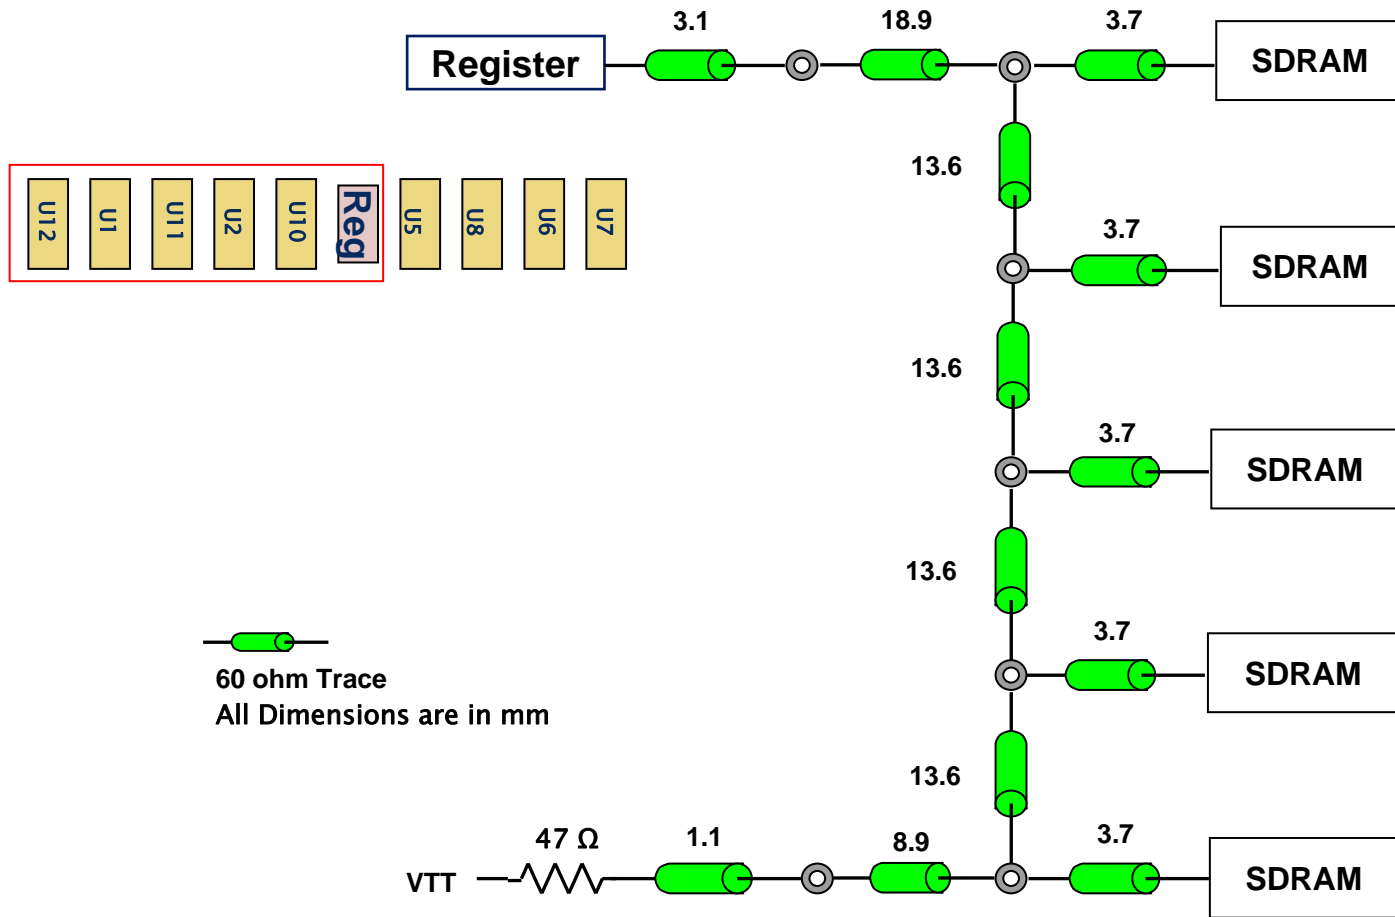 3.1
18.9
3.7
Register
SDRAM
13.6
U12
U1
U11
U2
U10
Reg
U5
U8
U6
U7
3.7
SDRAM
13.6
3.7
SDRAM
13.6
3.7
SDRAM
60 ohm Trace
All Dimensions are in mm
13.6
47 Ω
1.1
8.9
3.7
VTT
SDRAM